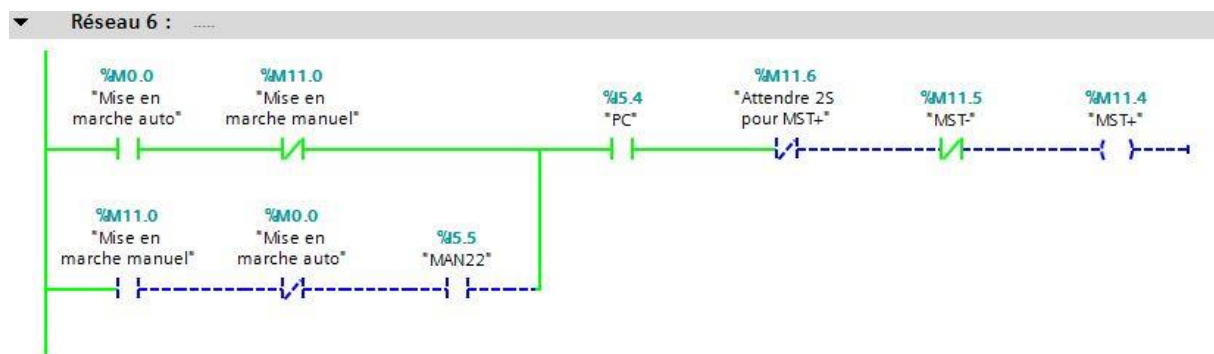 Réseau 6 : .....
%M0.0
"Mise en
marche auto"
%M11.0
"Mise en
marche manuel"
%I5.4
"PC"
%M11.6
"Attendre 2S
pour MST+"
%M11.5
"MST-"
%M11.4
"MST+"
%M11.0
"Mise en
marche manuel"
%M0.0
"Mise en
marche auto"
%I5.5
"MAN22"